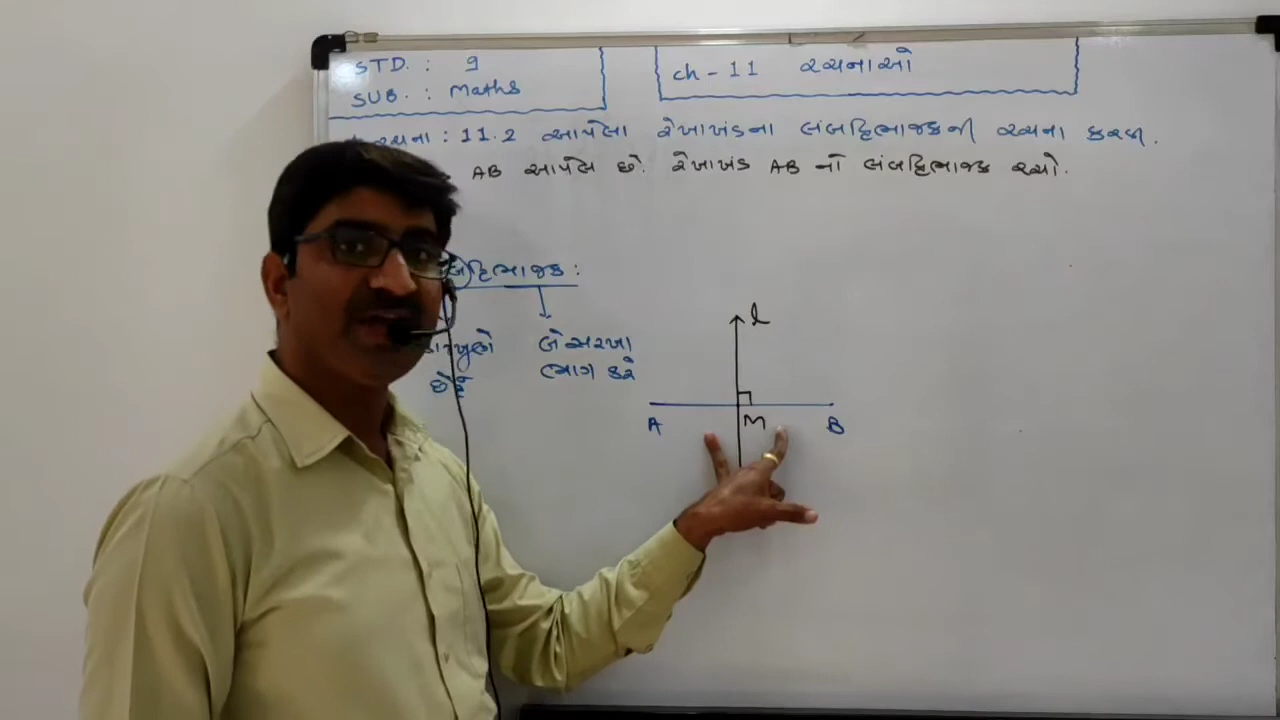 STD. : 9
SUB. : Maths
ch - 11 રચનાઓ
રચના : 11.2 આપેલા રેખાખંડના લંબદ્વિભાજકની રચના કરવી.
AB આપેલ છે. રેખાખંડ AB નો લંબદ્વિભાજક રચો.
બે સરખા
ભાગ કરે
છેદે
l
A M B